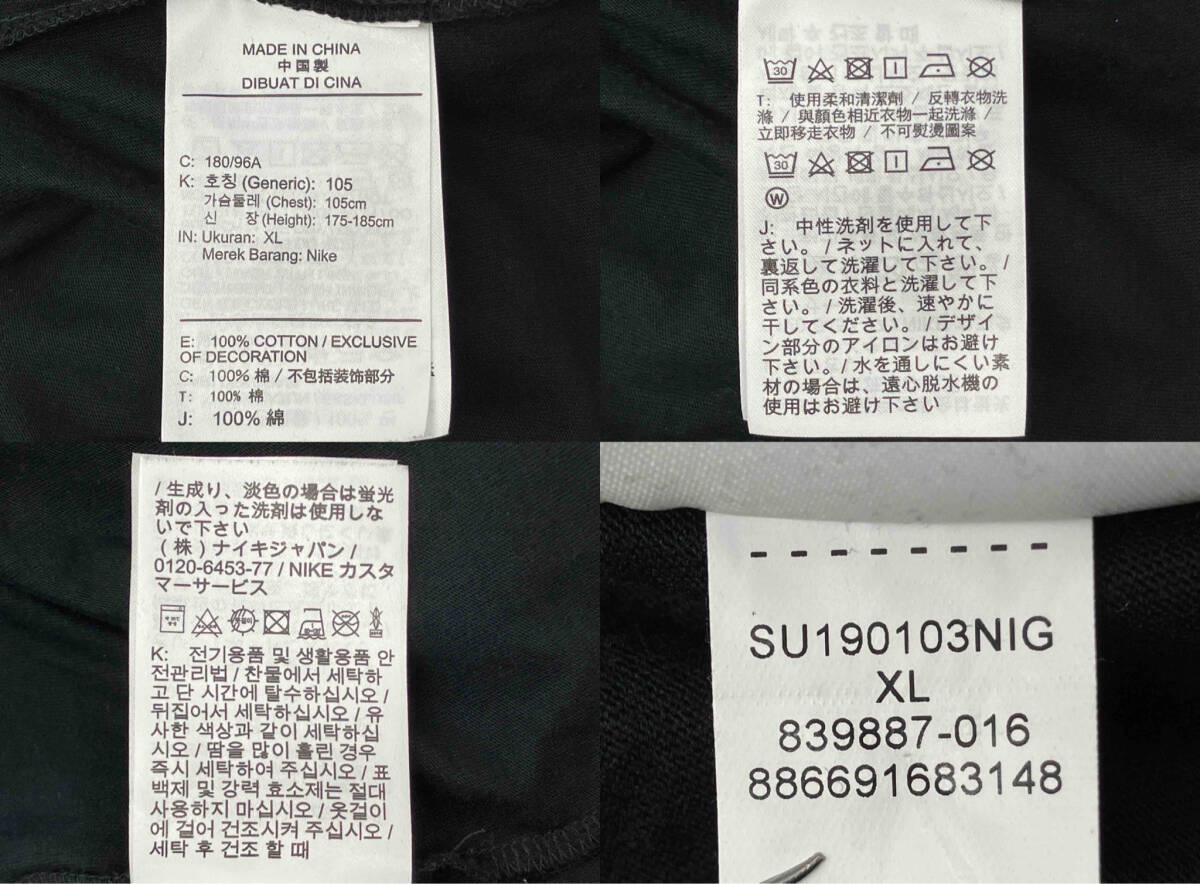 MADE IN CHINA
中国製
DIBUAT DI CINA
C: 180/96A
K: 호칭 (Generic): 105
가슴둘레 (Chest): 105cm
신 장 (Height): 175-185cm
IN: Ukuran: XL
Merek Barang: Nike
E: 100% COTTON / EXCLUSIVE
OF DECORATION
C: 100% 棉 / 不包括装饰部分
T: 100% 棉
J: 100% 綿
30
T: 使用柔和清潔劑 / 反轉衣物洗
滌 / 與顏色相近衣物一起洗滌 /
立即移走衣物 / 不可熨燙圖案
30
W
J: 中性洗剤を使用して下
さい。/ ネットに入れて、
裏返して洗濯して下さい。/
同系色の衣料と洗濯して下
さい。/ 洗濯後、速やかに
干してください。/ デザイ
ン部分のアイロンはお避け
下さい。/ 水を通しにくい素
材の場合は、遠心脱水機の
使用はお避け下さい
/ 生成り、淡色の場合は蛍光
剤の入った洗剤は使用しな
いで下さい
(株) ナイキジャパン /
0120-6453-77 / NIKE カスタ
マーサービス
K: 전기용품 및 생활용품 안
전관리법 / 찬물에서 세탁하
고 단 시간에 탈수하십시오 /
뒤집어서 세탁하십시오 / 유
사한 색상과 같이 세탁하십
시오 / 땀을 많이 흘린 경우
즉시 세탁하여 주십시오 / 표
백제 및 강력 효소제는 절대
사용하지 마십시오 / 옷걸이
에 걸어 건조시켜 주십시오 /
세탁 후 건조 할 때
SU190103NIG
XL
839887-016
886691683148